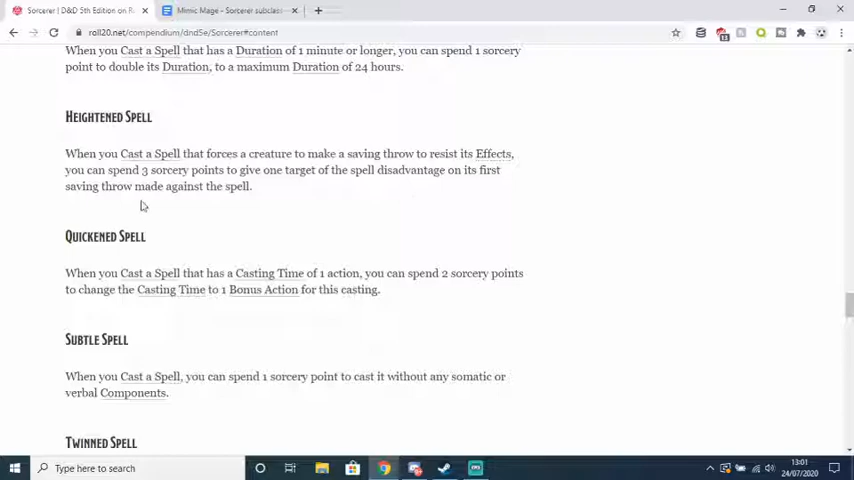 Sorcerer | D&D 5th Edition on Ro
Mimic Mage - Sorcerer subclass
roll20.net/compendium/dnd5e/Sorcerer#content
When you Cast a Spell that has a Duration of 1 minute or longer, you can spend 1 sorcery
point to double its Duration, to a maximum Duration of 24 hours.
HEIGHTENED SPELL
When you Cast a Spell that forces a creature to make a saving throw to resist its Effects,
you can spend 3 sorcery points to give one target of the spell disadvantage on its first
saving throw made against the spell.
QUICKENED SPELL
When you Cast a Spell that has a Casting Time of 1 action, you can spend 2 sorcery points
to change the Casting Time to 1 Bonus Action for this casting.
SUBTLE SPELL
When you Cast a Spell, you can spend 1 sorcery point to cast it without any somatic or
verbal Components.
TWINNED SPELL
Type here to search
13:01
24/07/2020